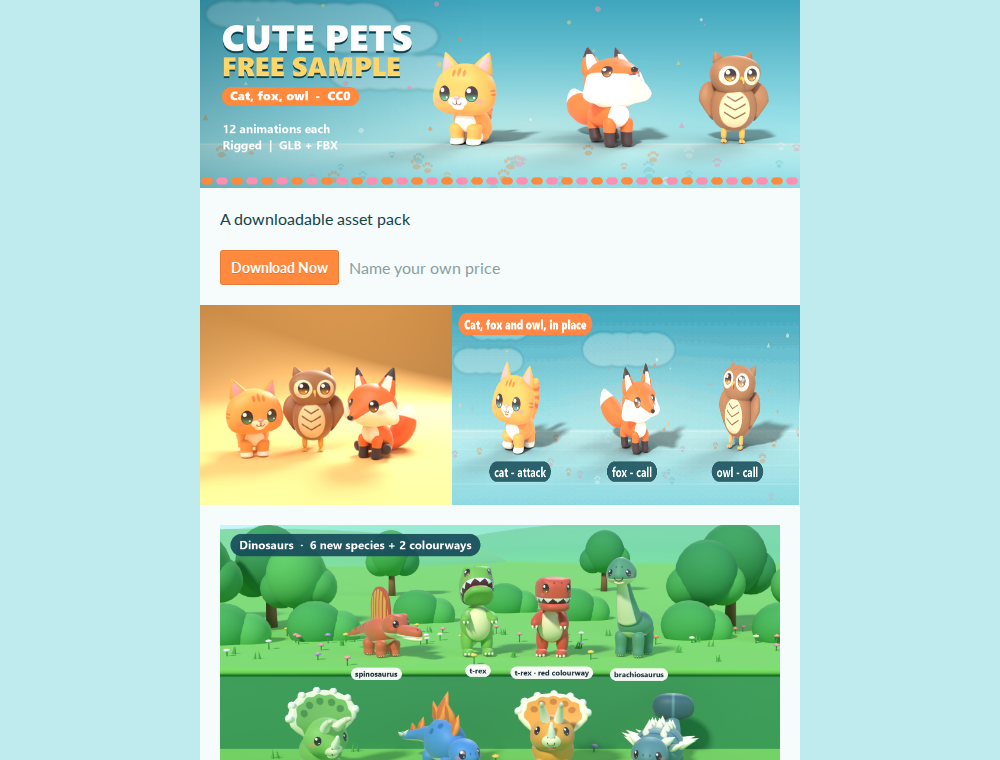 CUTE PETS
FREE SAMPLE
Cat, fox, owl - CC0
12 animations each
Rigged | GLB + FBX
A downloadable asset pack
Download Now
Name your own price
Cat, fox and owl, in place
cat - attack
fox - call
owl - call
Dinosaurs · 6 new species + 2 colourways
spinosaurus
t-rex
t-rex · red colourway
brachiosaurus